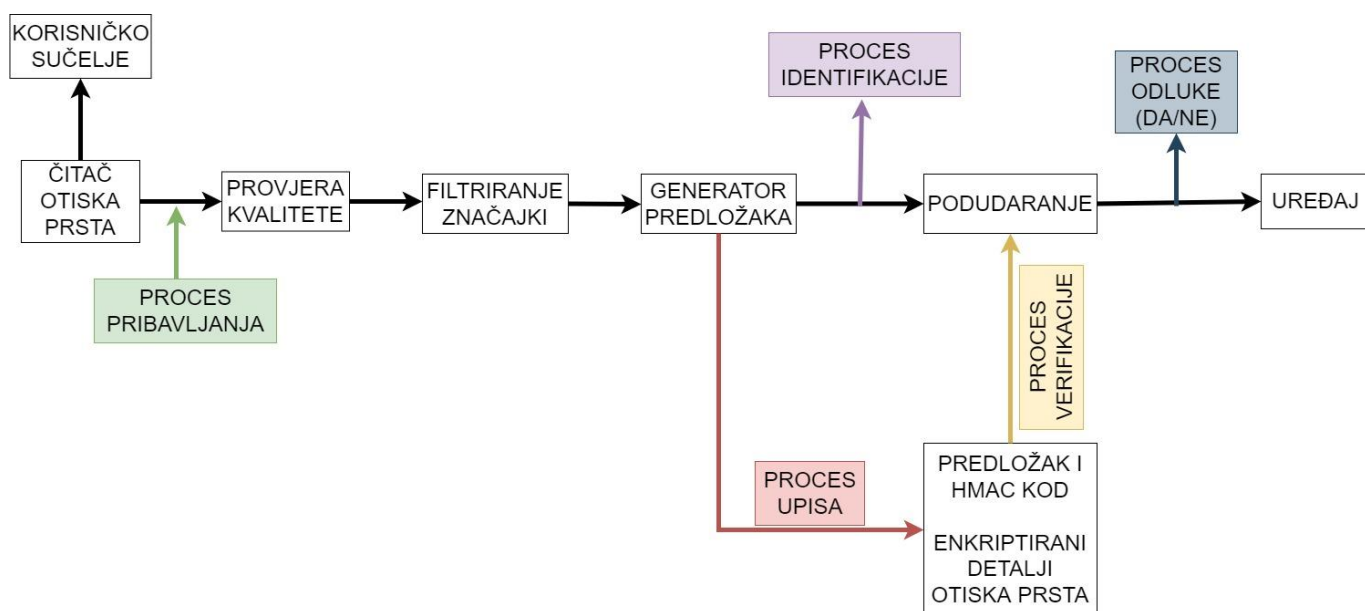 KORISNIČKO
SUČELJE
PROCES
IDENTIFIKACIJE
PROCES
ODLUKE
(DA/NE)
ČITAČ
OTISKA
PRSTA
PROVJERA
KVALITETE
FILTRIRANJE
ZNAČAJKI
GENERATOR
PREDLOŽAKA
PODUDARANJE
UREĐAJ
PROCES
PRIBAVLJANJA
PROCES
VERIFIKACIJE
PROCES
UPISA
PREDLOŽAK I
HMAC KOD
ENKRIPTIRANI
DETALJI
OTISKA PRSTA